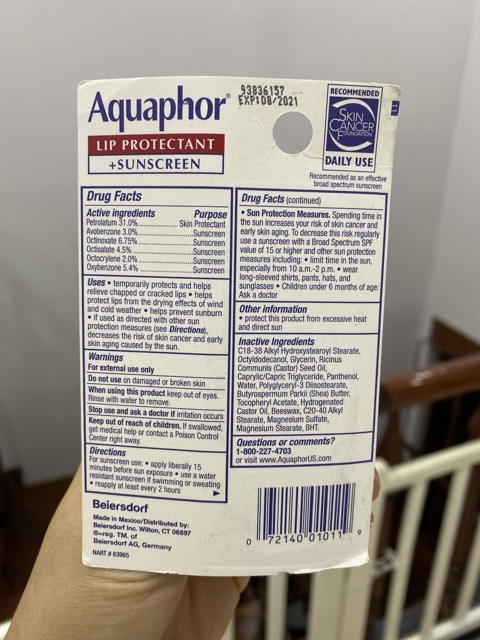 93836157
EXP108/2021
Aquaphor®
LIP PROTECTANT
+SUNSCREEN
RECOMMENDED
SKIN
CANCER
FOUNDATION
DAILY USE
Recommended as an effective
broad spectrum sunscreen
Drug Facts
Active ingredients Purpose
Petrolatum 31.0%......................Skin Protectant
Avobenzone 3.0%......................Sunscreen
Octinoxate 6.75%......................Sunscreen
Octisalate 4.5%......................Sunscreen
Octocrylene 2.0%......................Sunscreen
Oxybenzone 5.4%......................Sunscreen
Uses • temporarily protects and helps
relieve chapped or cracked lips • helps
protect lips from the drying effects of wind
and cold weather • helps prevent sunburn
• if used as directed with other sun
protection measures (see Directions),
decreases the risk of skin cancer and early
skin aging caused by the sun.
Warnings
For external use only
Do not use on damaged or broken skin
When using this product keep out of eyes.
Rinse with water to remove.
Stop use and ask a doctor if irritation occurs
Keep out of reach of children. If swallowed,
get medical help or contact a Poison Control
Center right away.
Directions
For sunscreen use: • apply liberally 15
minutes before sun exposure • use a water
resistant sunscreen if swimming or sweating
• reapply at least every 2 hours
Drug Facts (continued)
• Sun Protection Measures. Spending time in
the sun increases your risk of skin cancer and
early skin aging. To decrease this risk regularly
use a sunscreen with a Broad Spectrum SPF
value of 15 or higher and other sun protection
measures including: • limit time in the sun,
especially from 10 a.m.-2 p.m. • wear
long-sleeved shirts, pants, hats, and
sunglasses • Children under 6 months of age:
Ask a doctor
Other information
• protect this product from excessive heat
and direct sun
Inactive Ingredients
C18-38 Alkyl Hydroxystearoyl Stearate,
Octyldodecanol, Glycerin, Ricinus
Communis (Castor) Seed Oil,
Caprylic/Capric Triglyceride, Panthenol,
Water, Polyglyceryl-3 Diisostearate,
Butyrospermum Parkii (Shea) Butter,
Tocopheryl Acetate, Hydrogenated
Castor Oil, Beeswax, C20-40 Alkyl
Stearate, Magnesium Sulfate,
Magnesium Stearate, BHT.
Questions or comments?
1-800-227-4703
or visit www.AquaphorUS.com
Beiersdorf
Made in Mexico/Distributed by:
Beiersdorf Inc. Wilton, CT 06897
®=reg. TM. of
Beiersdorf AG, Germany
NART # 63965
0 72140 01011 9